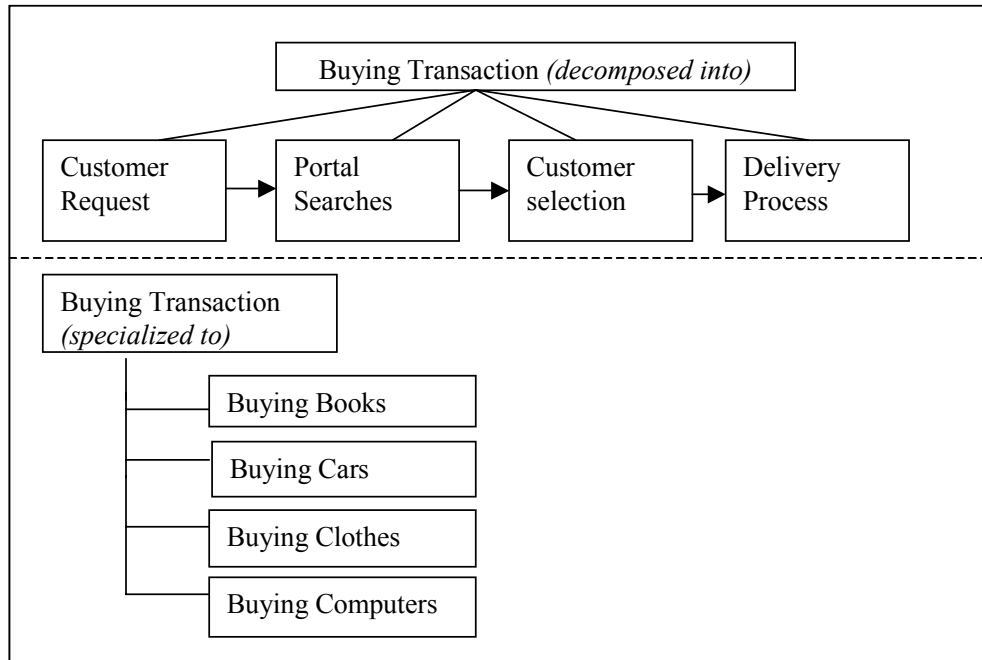 Buying Transaction (decomposed into)
Customer
Request
Portal
Searches
Customer
selection
Delivery
Process
Buying Transaction
(specialized to)
Buying Books
Buying Cars
Buying Clothes
Buying Computers